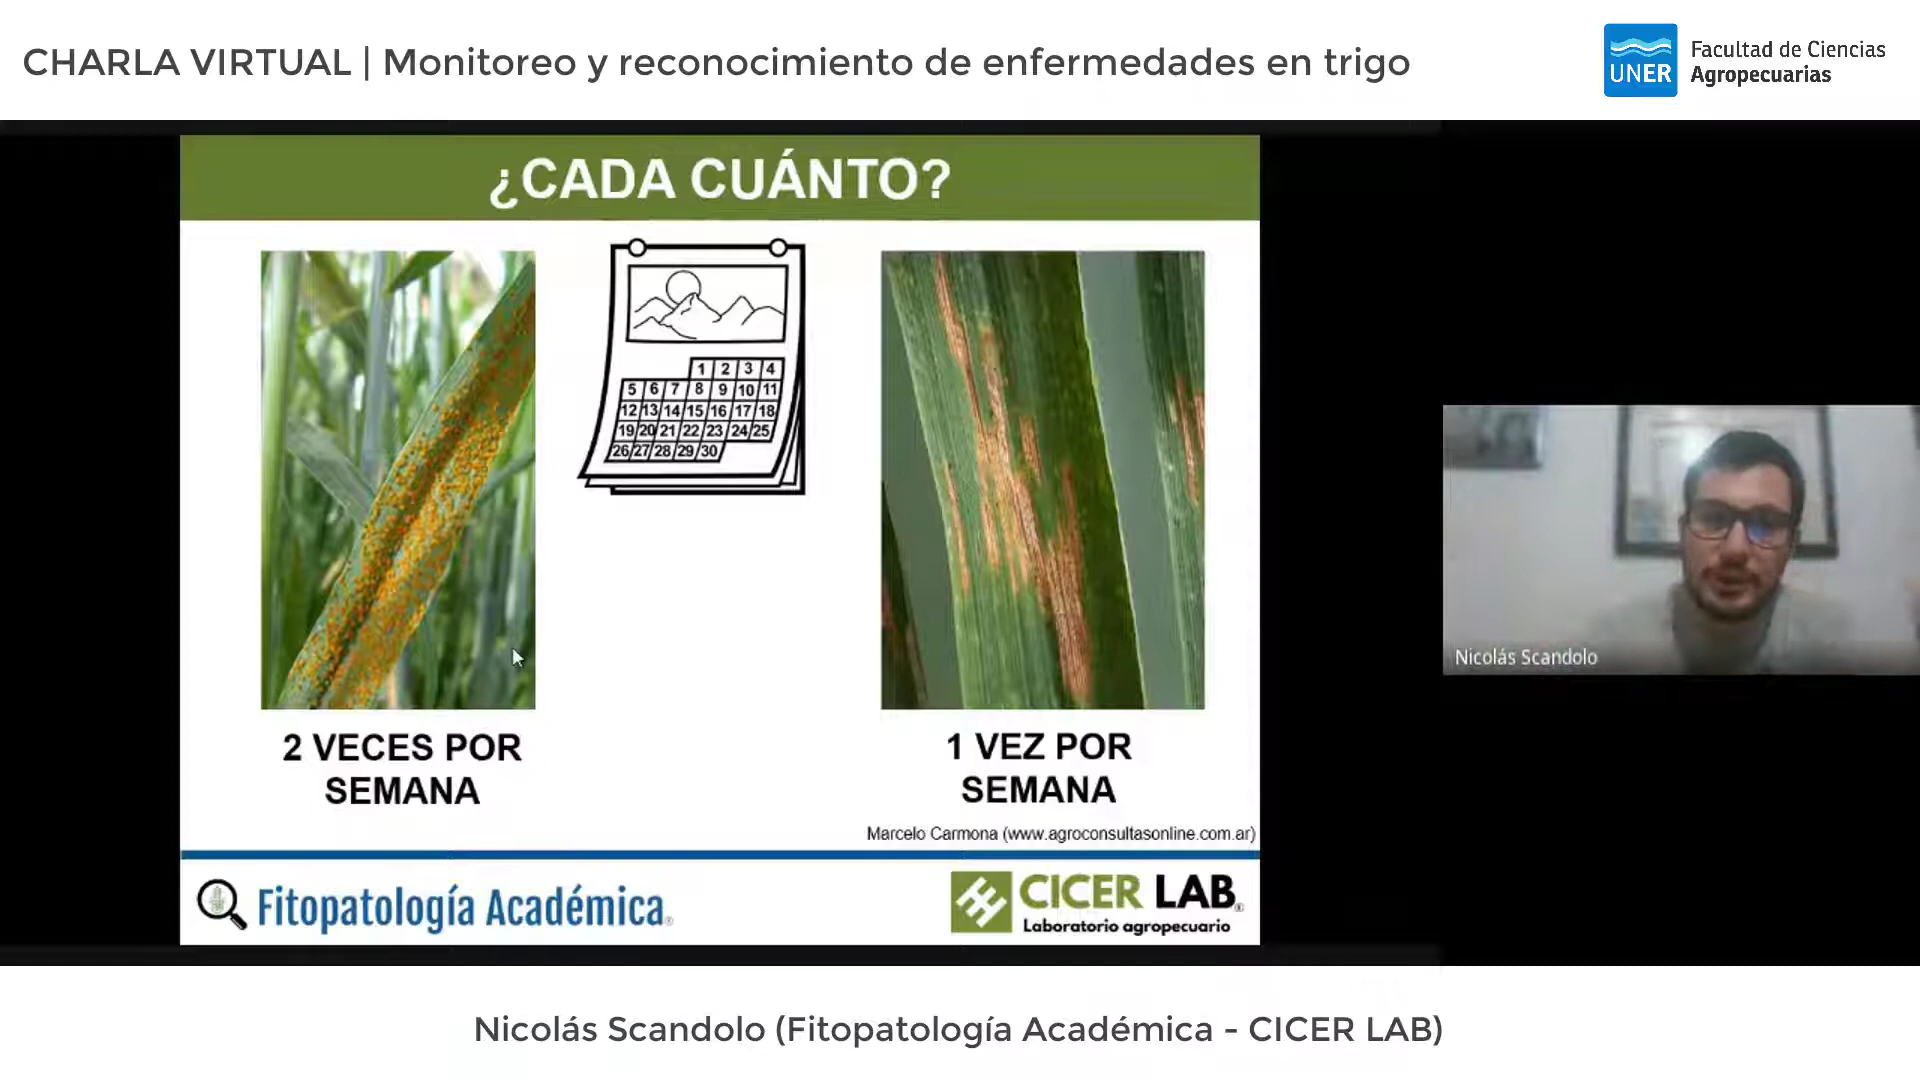 CHARLA VIRTUAL | Monitoreo y reconocimiento de enfermedades en trigo
UNER
Facultad de Ciencias
Agropecuarias
¿CADA CUÁNTO?
1 2 3 4
5 6 7 8 9 10 11
12 13 14 15 16 17 18
19 20 21 22 23 24 25
26 27 28 29 30
2 VECES POR
SEMANA
1 VEZ POR
SEMANA
Marcelo Carmona (www.agroconsultasonline.com.ar)
Fitopatología Académica®
CICER LAB®
Laboratorio agropecuario
Nicolás Scandolo
Nicolás Scandolo (Fitopatología Académica - CICER LAB)